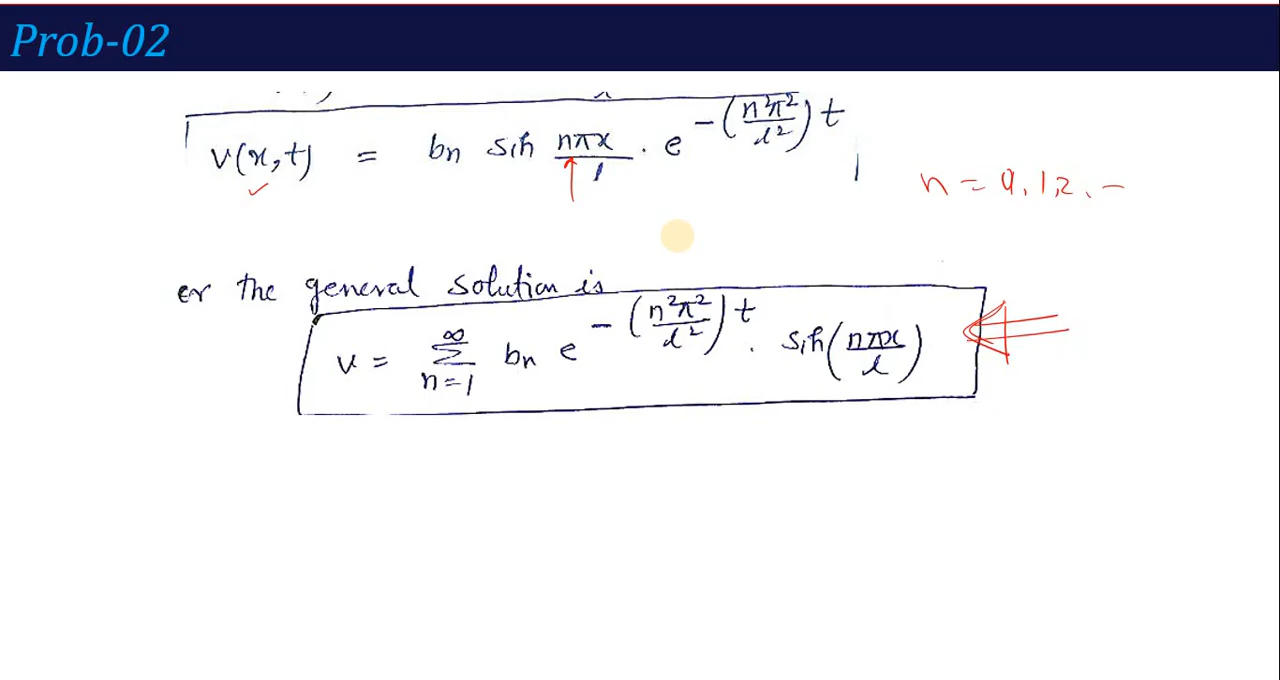 Prob-02
v(x,t) = bn sin nπx/l . e^-(n²π²/l²)t
n = 0, 1, 2, -
or the general solution is
v = ∞∑n=1 bn e^-(n²π²/l²)t . sin(nπx/l)